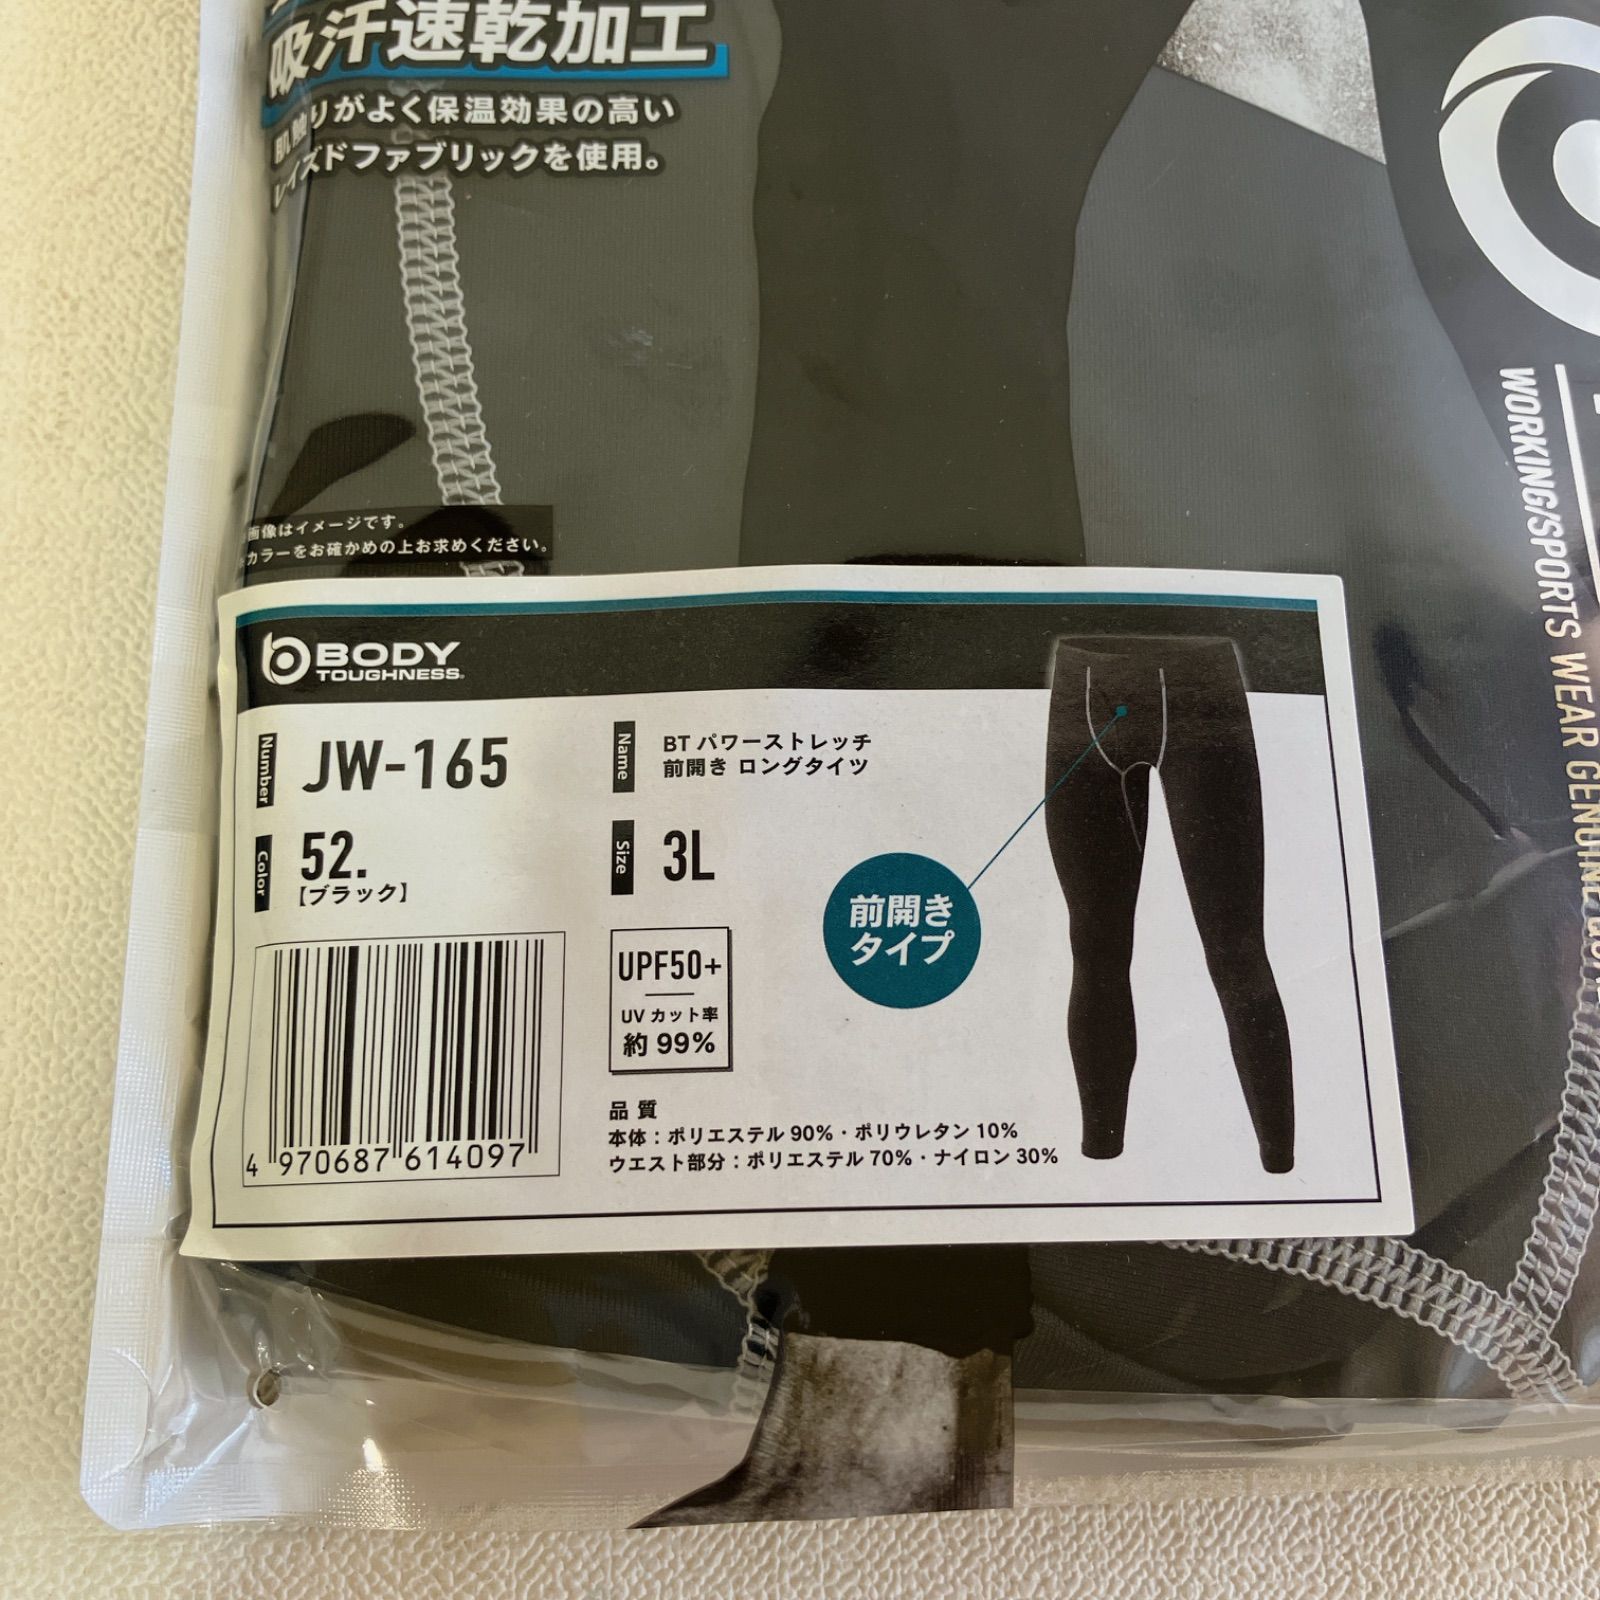 吸汗速乾加工
肌触りがよく保温効果の高い
レイズドファブリックを使用。
画像はイメージです。
カラーをお確かめの上お求めください。
WORKING/SPORTS WEAR GENUINE
BODY
TOUGHNESS
Number
JW-165
Name
BT パワーストレッチ
前開き ロングタイツ
Color
52.
【ブラック】
Size
3L
前開き
タイプ
UPF50+
UV カット率
約 99%
4 970687 614097
品 質
本体：ポリエステル 90%・ポリウレタン 10%
ウエスト部分：ポリエステル 70%・ナイロン 30%